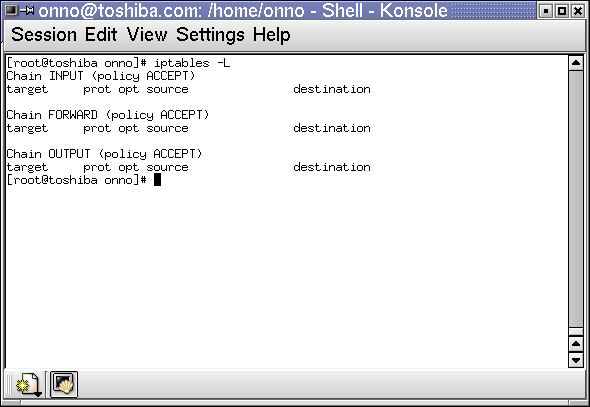 onno@toshiba.com: /home/onno - Shell - Konsole
Session Edit View Settings Help
[root@toshiba onno]# iptables -L
Chain INPUT (policy ACCEPT)
target     prot opt source               destination
Chain FORWARD (policy ACCEPT)
target     prot opt source               destination
Chain OUTPUT (policy ACCEPT)
target     prot opt source               destination
[root@toshiba onno]#